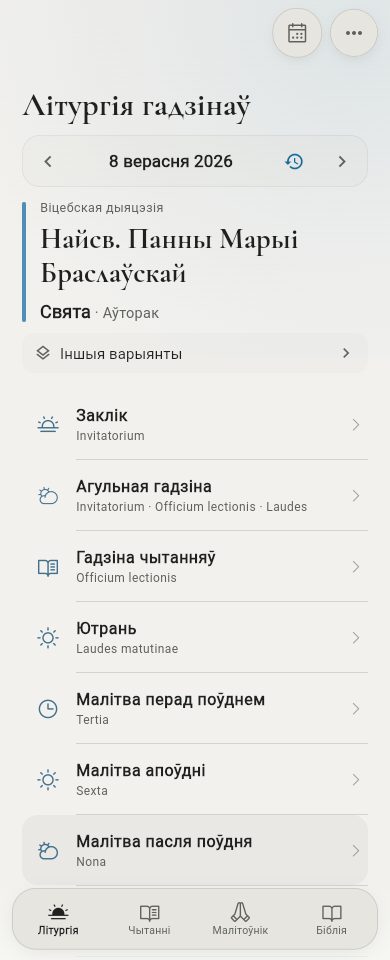 Літургія гадзінаў
8 верасня 2026
Віцебская дыяцэзія
Найсв. Панны Марыі
Браслаўскай
Свята · Аўторак
Іншыя варыянты
Заклік
Invitatorium
Агульная гадзіна
Invitatorium · Officium lectionis · Laudes
Гадзіна чытанняў
Officium lectionis
Ютрань
Laudes matutinae
Малітва перад поўднем
Tertia
Малітва апоўдні
Sexta
Малітва пасля поўдня
Nona
Літургія
Чытанні
Малітоўнік
Біблія